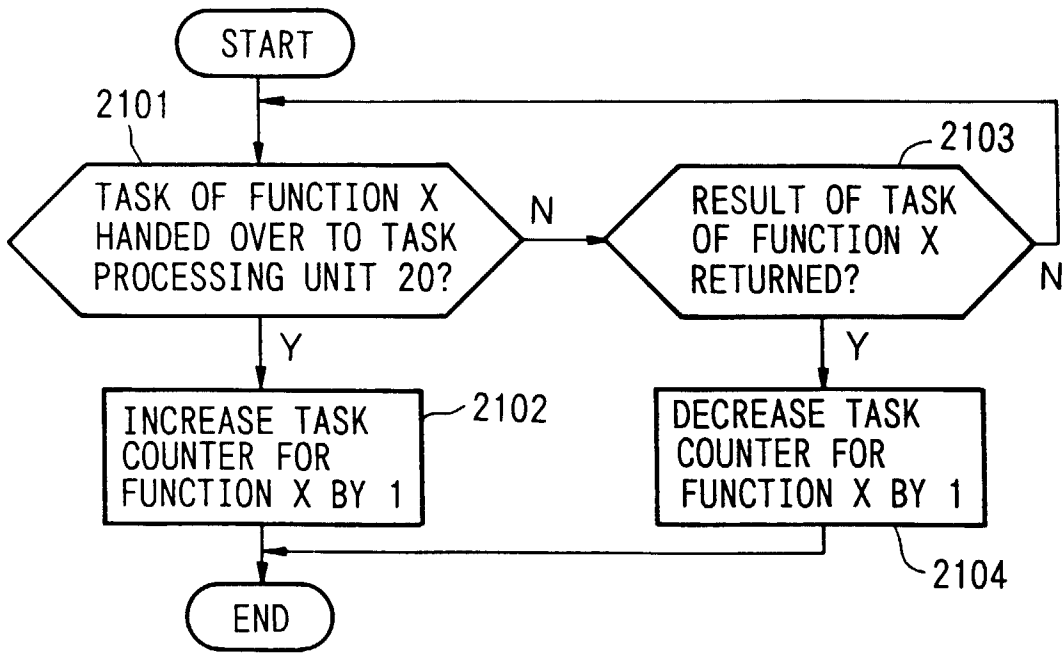 START
2101
TASK OF FUNCTION X
HANDED OVER TO TASK
PROCESSING UNIT 20?
N
2103
RESULT OF TASK
OF FUNCTION X
RETURNED?
N
Y
Y
INCREASE TASK
COUNTER FOR
FUNCTION X BY 1
2102
DECREASE TASK
COUNTER FOR
FUNCTION X BY 1
2104
END